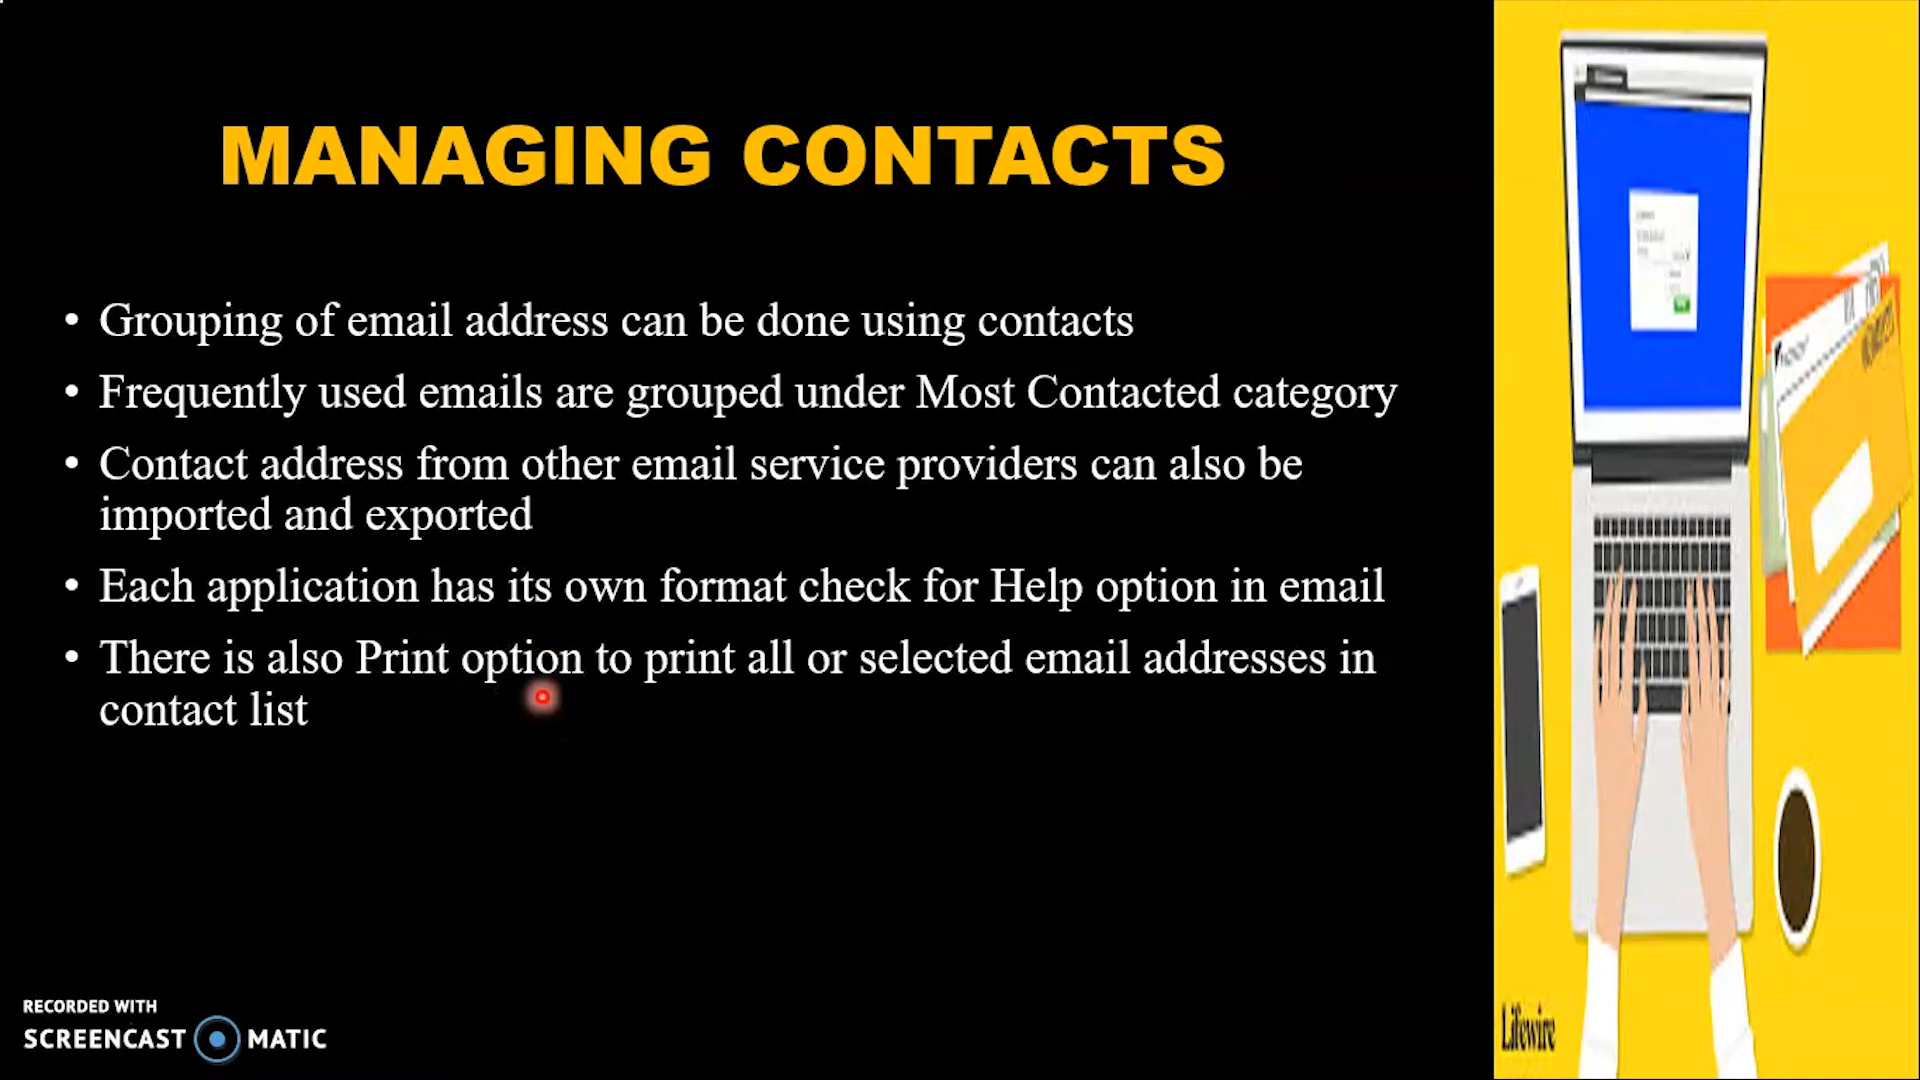 MANAGING CONTACTS
• Grouping of email address can be done using contacts
• Frequently used emails are grouped under Most Contacted category
• Contact address from other email service providers can also be
imported and exported
• Each application has its own format check for Help option in email
• There is also Print option to print all or selected email addresses in
contact list
RECORDED WITH
SCREENCAST MATIC
Lifewire